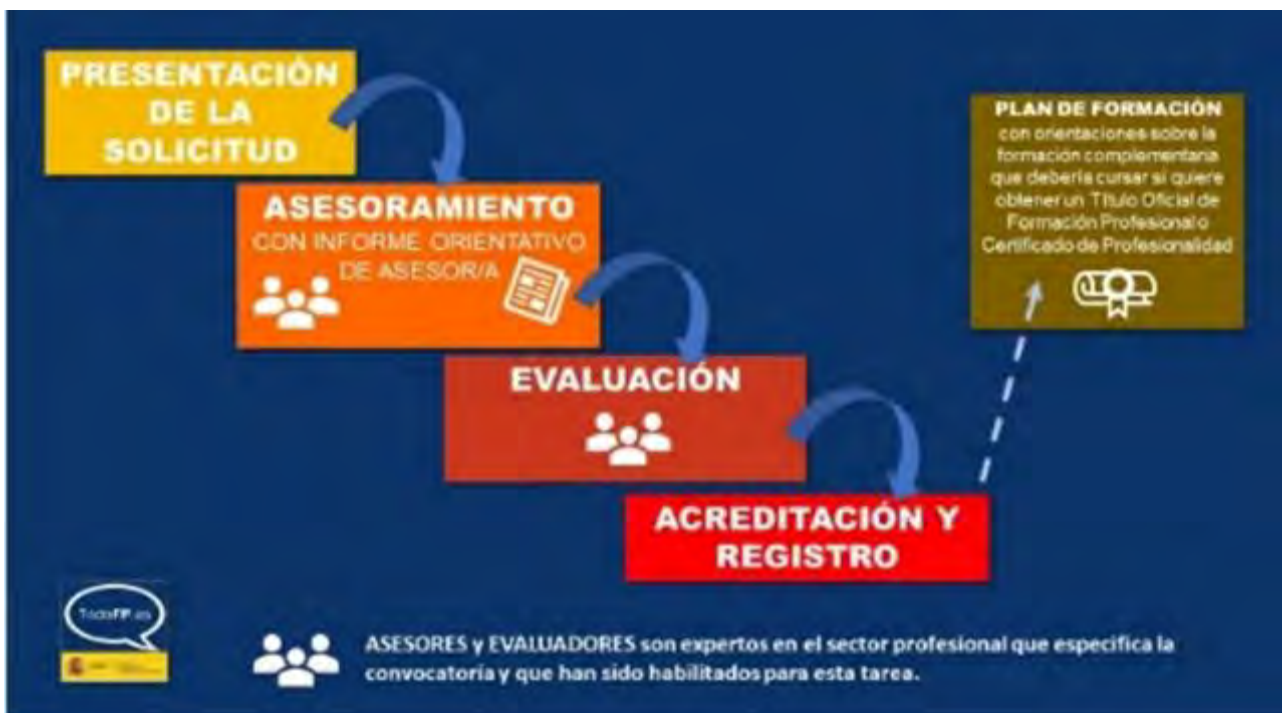 PRESENTACIÓN
DE LA
SOLICITUD
ASESORAMIENTO
CON INFORME ORIENTATIVO
DE ASESOR/A
EVALUACIÓN
ACREDITACIÓN Y
REGISTRO
PLAN DE FORMACIÓN
con orientaciones sobre la
formación complementaria
que debería cursar si quiere
obtener un Título Oficial de
Formación Profesional o
Certificado de Profesionalidad
TodoFP.es
ASESORES y EVALUADORES son expertos en el sector profesional que especifica la
convocatoria y que han sido habilitados para esta tarea.